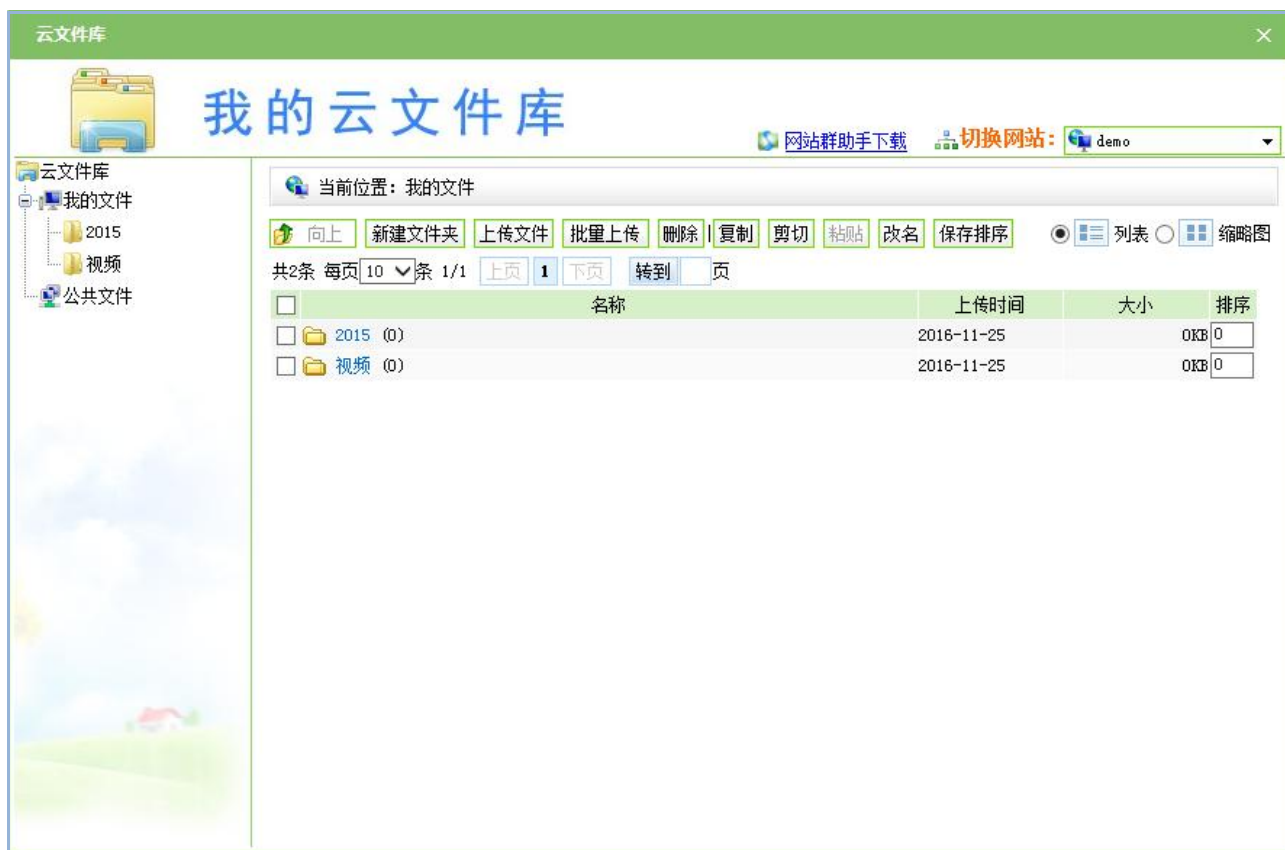 云文件库
我的云文件库
网站群助手下载 切换网站： demo
云文件库
我的文件
2015
视频
公共文件
当前位置：我的文件
向上 新建文件夹 上传文件 批量上传 删除 | 复制 剪切 粘贴 改名 保存排序 列表 缩略图
共2条 每页 10 条 1/1 上页 1 下页 转到 页
名称 上传时间 大小 排序
2015 (0) 2016-11-25 0KB 0
视频 (0) 2016-11-25 0KB 0